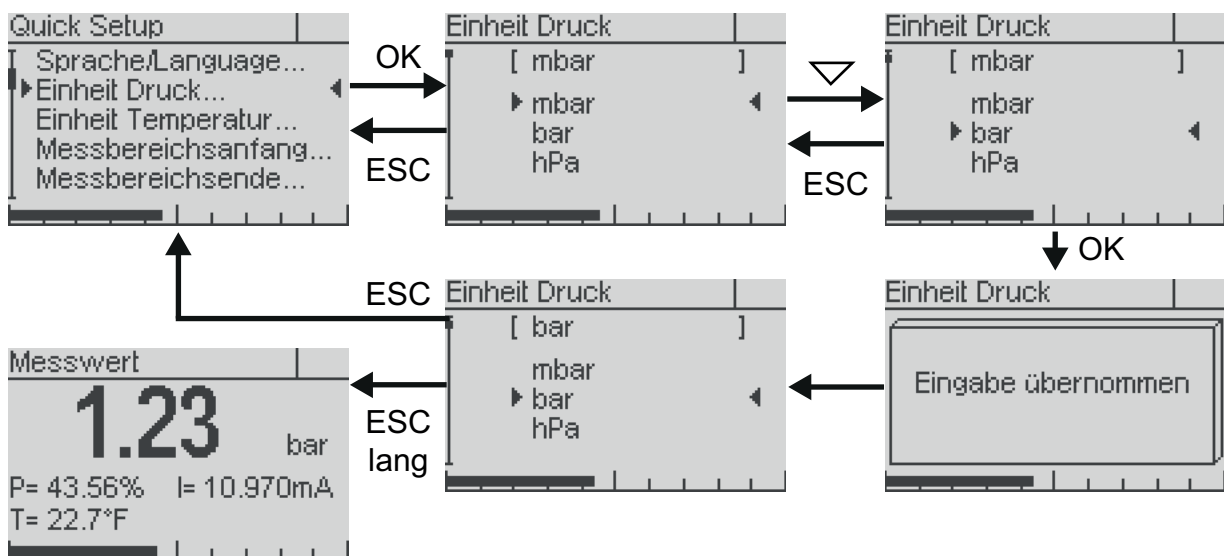 Quick Setup
Sprache/Language...
Einheit Druck...
Einheit Temperatur...
Messbereichsanfang...
Messbereichsende...
OK
ESC
Einheit Druck
[ mbar ]
mbar
bar
hPa
ESC
Einheit Druck
[ mbar ]
mbar
bar
hPa
OK
Einheit Druck
Eingabe übernommen
Einheit Druck
[ bar ]
mbar
bar
hPa
ESC
ESC
lang
Messwert
1.23 bar
P= 43.56% I= 10.970mA
T= 22.7°F